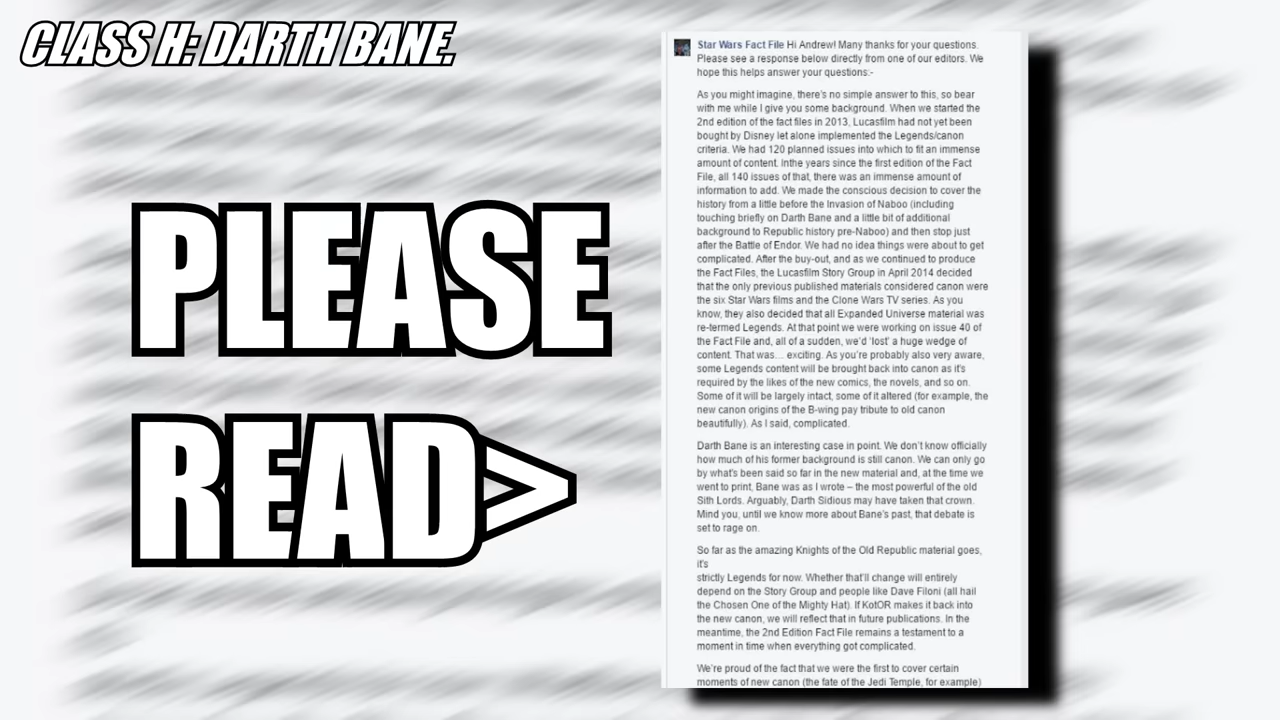 CLASS H: DARTH BANE.
PLEASE
READ>
Star Wars Fact File Hi Andrew! Many thanks for your questions.
Please see a response below directly from one of our editors. We
hope this helps answer your questions:-
As you might imagine, there's no simple answer to this, so bear
with me while I give you some background. When we started the
2nd edition of the fact files in 2013, Lucasfilm had not yet been
bought by Disney let alone implemented the Legends/canon
criteria. We had 120 planned issues into which to fit an immense
amount of content. Inthe years since the first edition of the Fact
File, all 140 issues of that, there was an immense amount of
information to add. We made the conscious decision to cover the
history from a little before the Invasion of Naboo (including
touching briefly on Darth Bane and a little bit of additional
background to Republic history pre-Naboo) and then stop just
after the Battle of Endor. We had no idea things were about to get
complicated. After the buy-out, and as we continued to produce
the Fact Files, the Lucasfilm Story Group in April 2014 decided
that the only previous published materials considered canon were
the six Star Wars films and the Clone Wars TV series. As you
know, they also decided that all Expanded Universe material was
re-termed Legends. At that point we were working on issue 40 of
the Fact File and, all of a sudden, we'd 'lost' a huge wedge of
content. That was... exciting. As you're probably also very aware,
some Legends content will be brought back into canon as it's
required by the likes of the new comics, the novels, and so on.
Some of it will be largely intact, some of it altered (for example, the
new canon origins of the B-wing pay tribute to old canon
beautifully). As I said, complicated.
Darth Bane is an interesting case in point. We don't know officially
how much of his former background is still canon. We can only go
by what's been said so far in the new material and, at the time we
went to print, Bane was as I wrote – the most powerful of the old
Sith Lords. Arguably, Darth Sidious may have taken that crown.
Mind you, until we know more about Bane's past, that debate is
set to rage on.
So far as the amazing Knights of the Old Republic material goes,
it's
strictly Legends for now. Whether that'll change will entirely
depend on the Story Group and people like Dave Filoni (all hail
the Chosen One of the Mighty Hat). If KotOR makes it back into
the new canon, we will reflect that in future publications. In the
meantime, the 2nd Edition Fact File remains a testament to a
moment in time when everything got complicated.
We're proud of the fact that we were the first to cover certain
moments of new canon (the fate of the Jedi Temple, for example)